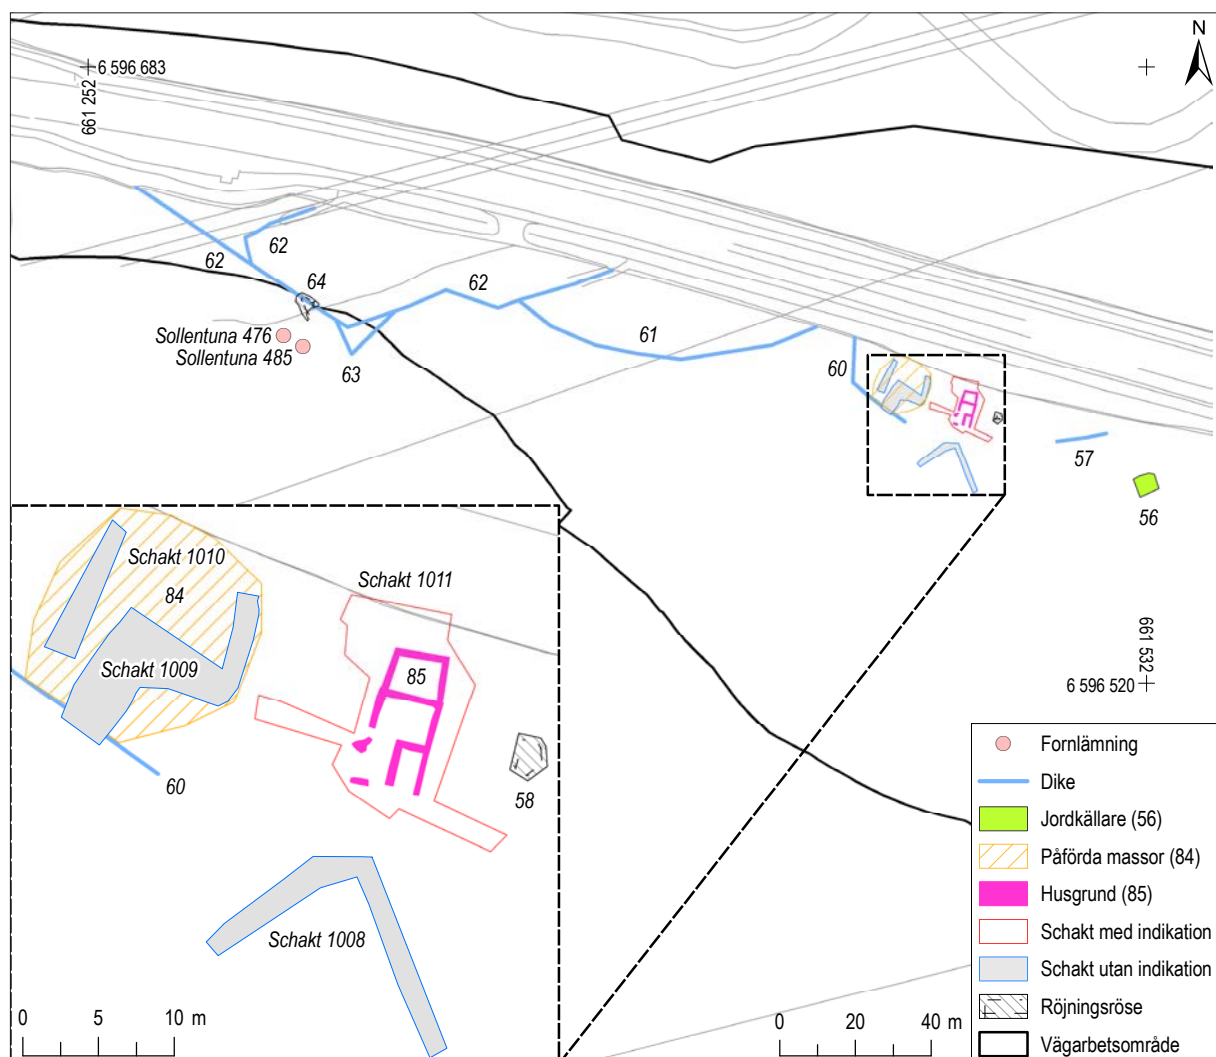 N
6 596 683
661 252
62
62
64
62
Sollentuna 476
Sollentuna 485
63
61
60
57
56
Schakt 1010
84
Schakt 1011
Schakt 1009
85
60
58
Schakt 1008
661 532
6 596 520
Fornlämning
Dike
Jordkällare (56)
Påförda massor (84)
Husgrund (85)
Schakt med indikation
Schakt utan indikation
Röjningsröse
Vägarbetsområde
0 5 10 m
0 20 40 m